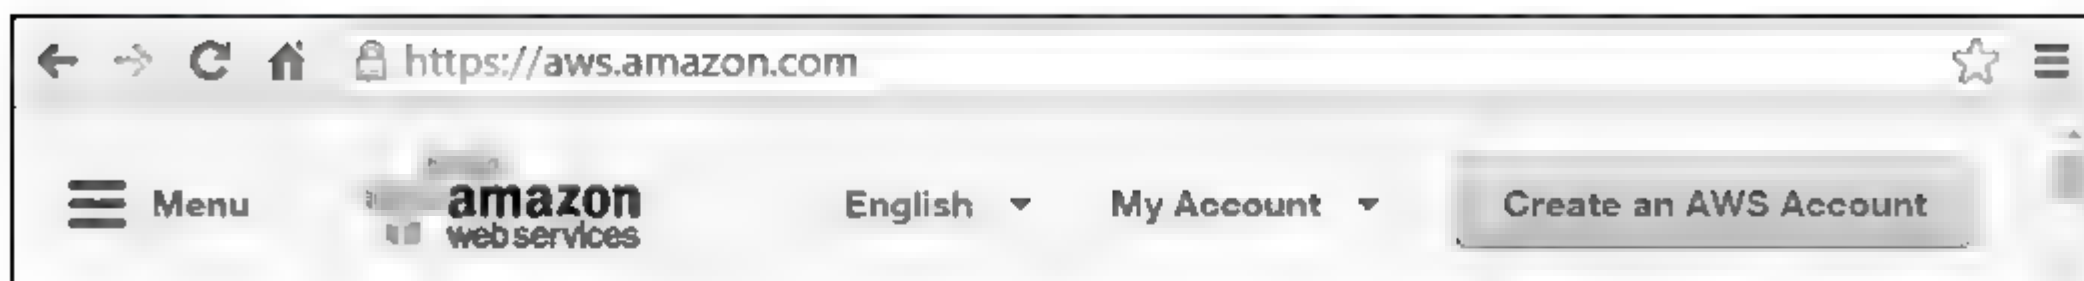 https://aws.amazon.com
Menu amazon English My Account Create an AWS Account
web services